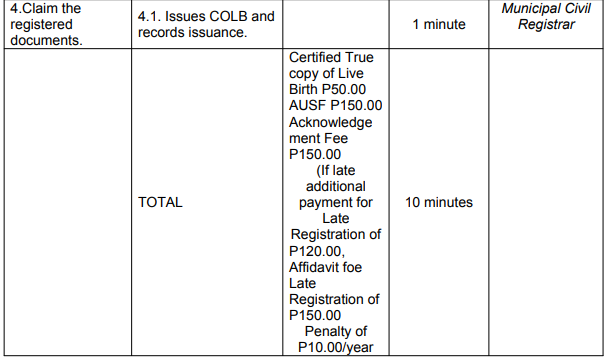 4.Claim the
registered
documents.
4.1. Issues COLB and
records issuance.
1 minute
Municipal Civil
Registrar
TOTAL
Certified True
copy of Live
Birth P50.00
AUSF P150.00
Acknowledge
ment Fee
P150.00
(If late
additional
payment for
Late
Registration of
P120.00,
Affidavit foe
Late
Registration of
P150.00
Penalty of
P10.00/year
10 minutes